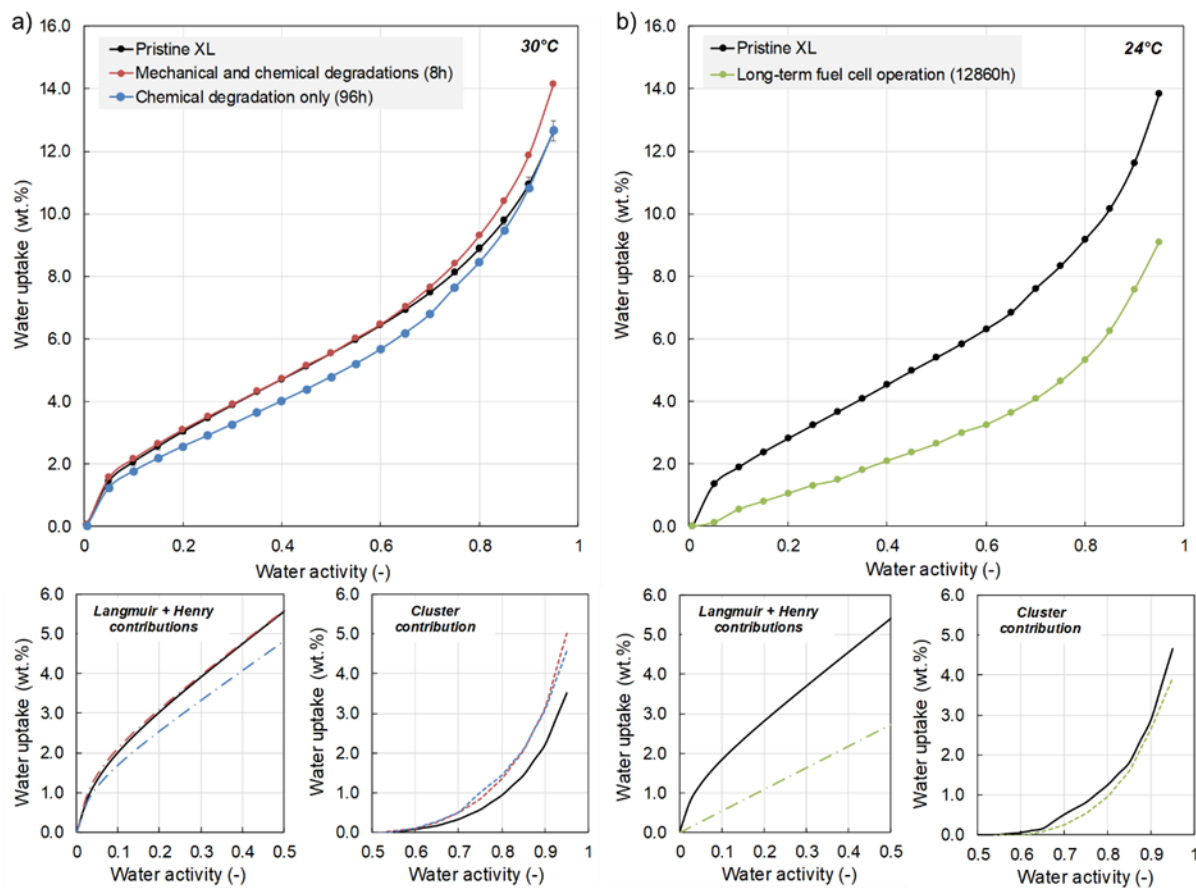 a)
16.0
14.0
12.0
10.0
8.0
6.0
4.0
2.0
0.0
Water uptake (wt.%)
Pristine XL
Mechanical and chemical degradations (8h)
Chemical degradation only (96h)
30°C
0 0.2 0.4 0.6 0.8 1
Water activity (-)
b)
16.0
14.0
12.0
10.0
8.0
6.0
4.0
2.0
0.0
Water uptake (wt.%)
Pristine XL
Long-term fuel cell operation (12860h)
24°C
0 0.2 0.4 0.6 0.8 1
Water activity (-)
6.0
5.0
4.0
3.0
2.0
1.0
0.0
Water uptake (wt.%)
Langmuir + Henry
contributions
0 0.1 0.2 0.3 0.4 0.5
Water activity (-)
6.0
5.0
4.0
3.0
2.0
1.0
0.0
Water uptake (wt.%)
Cluster
contribution
0.5 0.6 0.7 0.8 0.9 1
Water activity (-)
6.0
5.0
4.0
3.0
2.0
1.0
0.0
Water uptake (wt.%)
Langmuir + Henry
contributions
0 0.1 0.2 0.3 0.4 0.5
Water activity (-)
6.0
5.0
4.0
3.0
2.0
1.0
0.0
Water uptake (wt.%)
Cluster
contribution
0.5 0.6 0.7 0.8 0.9 1
Water activity (-)